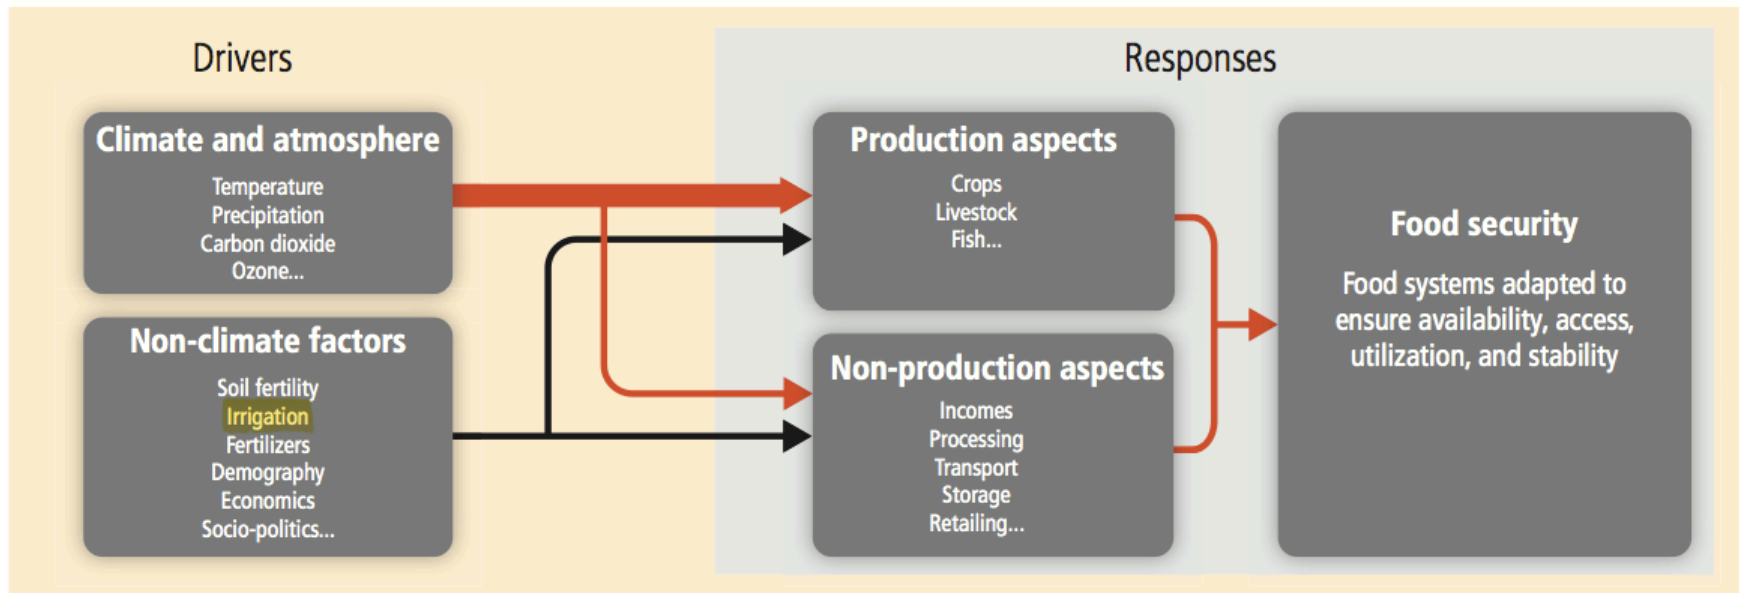 Drivers
Responses
Climate and atmosphere
Temperature
Precipitation
Carbon dioxide
Ozone...
Non-climate factors
Soil fertility
Irrigation
Fertilizers
Demography
Economics
Socio-politics...
Production aspects
Crops
Livestock
Fish...
Non-production aspects
Incomes
Processing
Transport
Storage
Retailing...
Food security
Food systems adapted to
ensure availability, access,
utilization, and stability